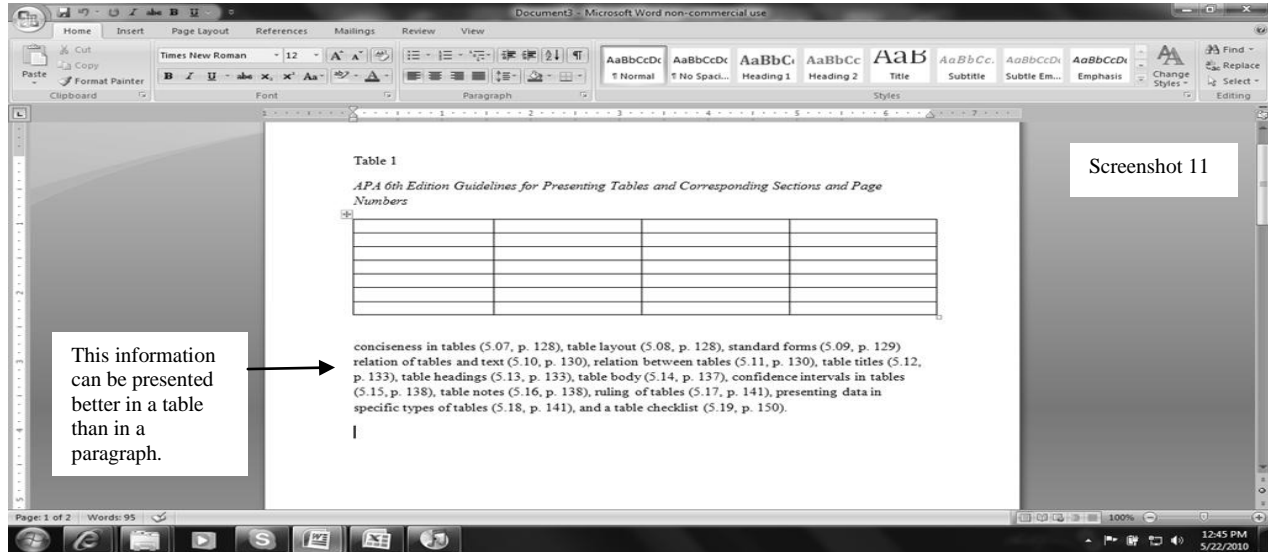 Document3 - Microsoft Word non-commercial use
Home Insert Page Layout References Mailings Review View
Cut
Copy
Paste
Format Painter
Times New Roman 12
AaBbCcDc AaBbCcDc AaBbC AaBbCc AaB AaBbCc. AaBbCcDc AaBbCcDc
¶ Normal ¶ No Spaci... Heading 1 Heading 2 Title Subtitle Subtle Em... Emphasis
Change Styles
Find
Replace
Select
Clipboard Font Paragraph Styles Editing
Screenshot 11
Table 1
APA 6th Edition Guidelines for Presenting Tables and Corresponding Sections and Page
Numbers
This information
can be presented
better in a table
than in a
paragraph.
conciseness in tables (5.07, p. 128), table layout (5.08, p. 128), standard forms (5.09, p. 129)
relation of tables and text (5.10, p. 130), relation between tables (5.11, p. 130), table titles (5.12,
p. 133), table headings (5.13, p. 133), table body (5.14, p. 137), confidence intervals in tables
(5.15, p. 138), table notes (5.16, p. 138), ruling of tables (5.17, p. 141), presenting data in
specific types of tables (5.18, p. 141), and a table checklist (5.19, p. 150).
Page: 1 of 2 Words: 95
100%
12:45 PM
5/22/2010